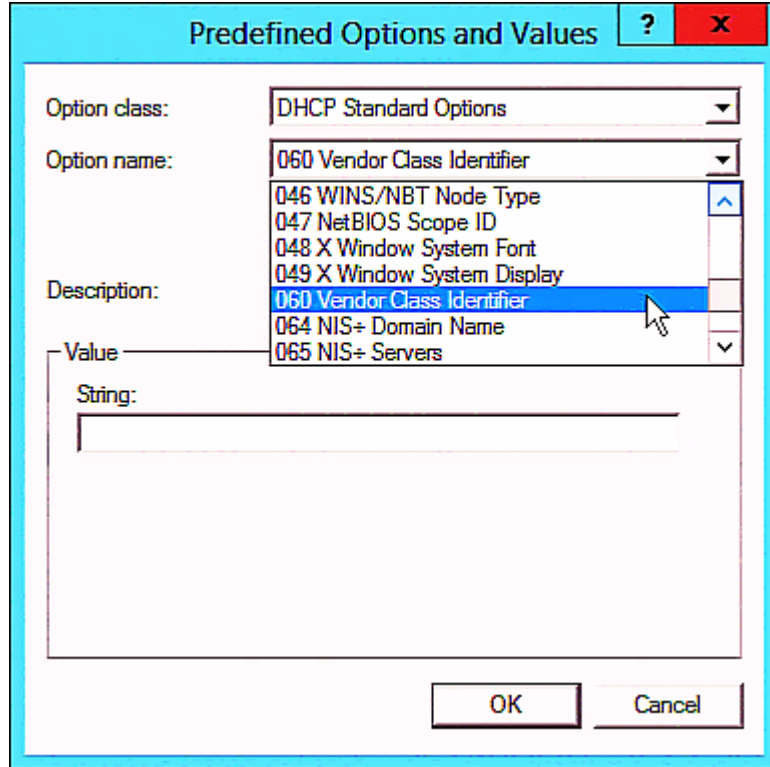 Predefined Options and Values ? x
Option class: DHCP Standard Options
Option name: 060 Vendor Class Identifier
046 WINS/NBT Node Type
047 NetBIOS Scope ID
048 X Window System Font
049 X Window System Display
Description: 060 Vendor Class Identifier
064 NIS+ Domain Name
Value 065 NIS+ Servers
String:
OK Cancel